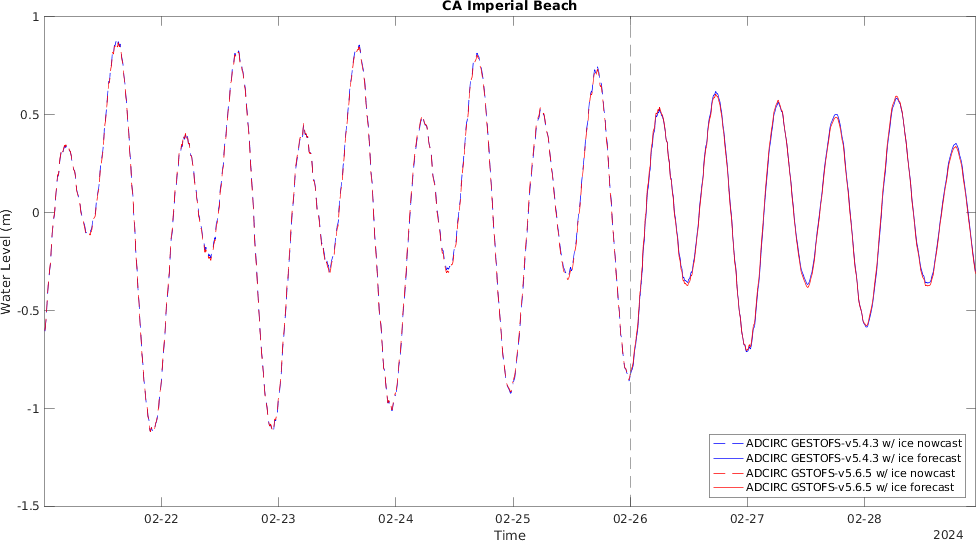 CA Imperial Beach
1
0.5
0
-0.5
-1
-1.5
Water Level (m)
02-22 02-23 02-24 02-25 02-26 02-27 02-28
Time
2024
ADCIRC GESTOFS-v5.4.3 w/ ice nowcast
ADCIRC GESTOFS-v5.4.3 w/ ice forecast
ADCIRC GSTOFS-v5.6.5 w/ ice nowcast
ADCIRC GSTOFS-v5.6.5 w/ ice forecast